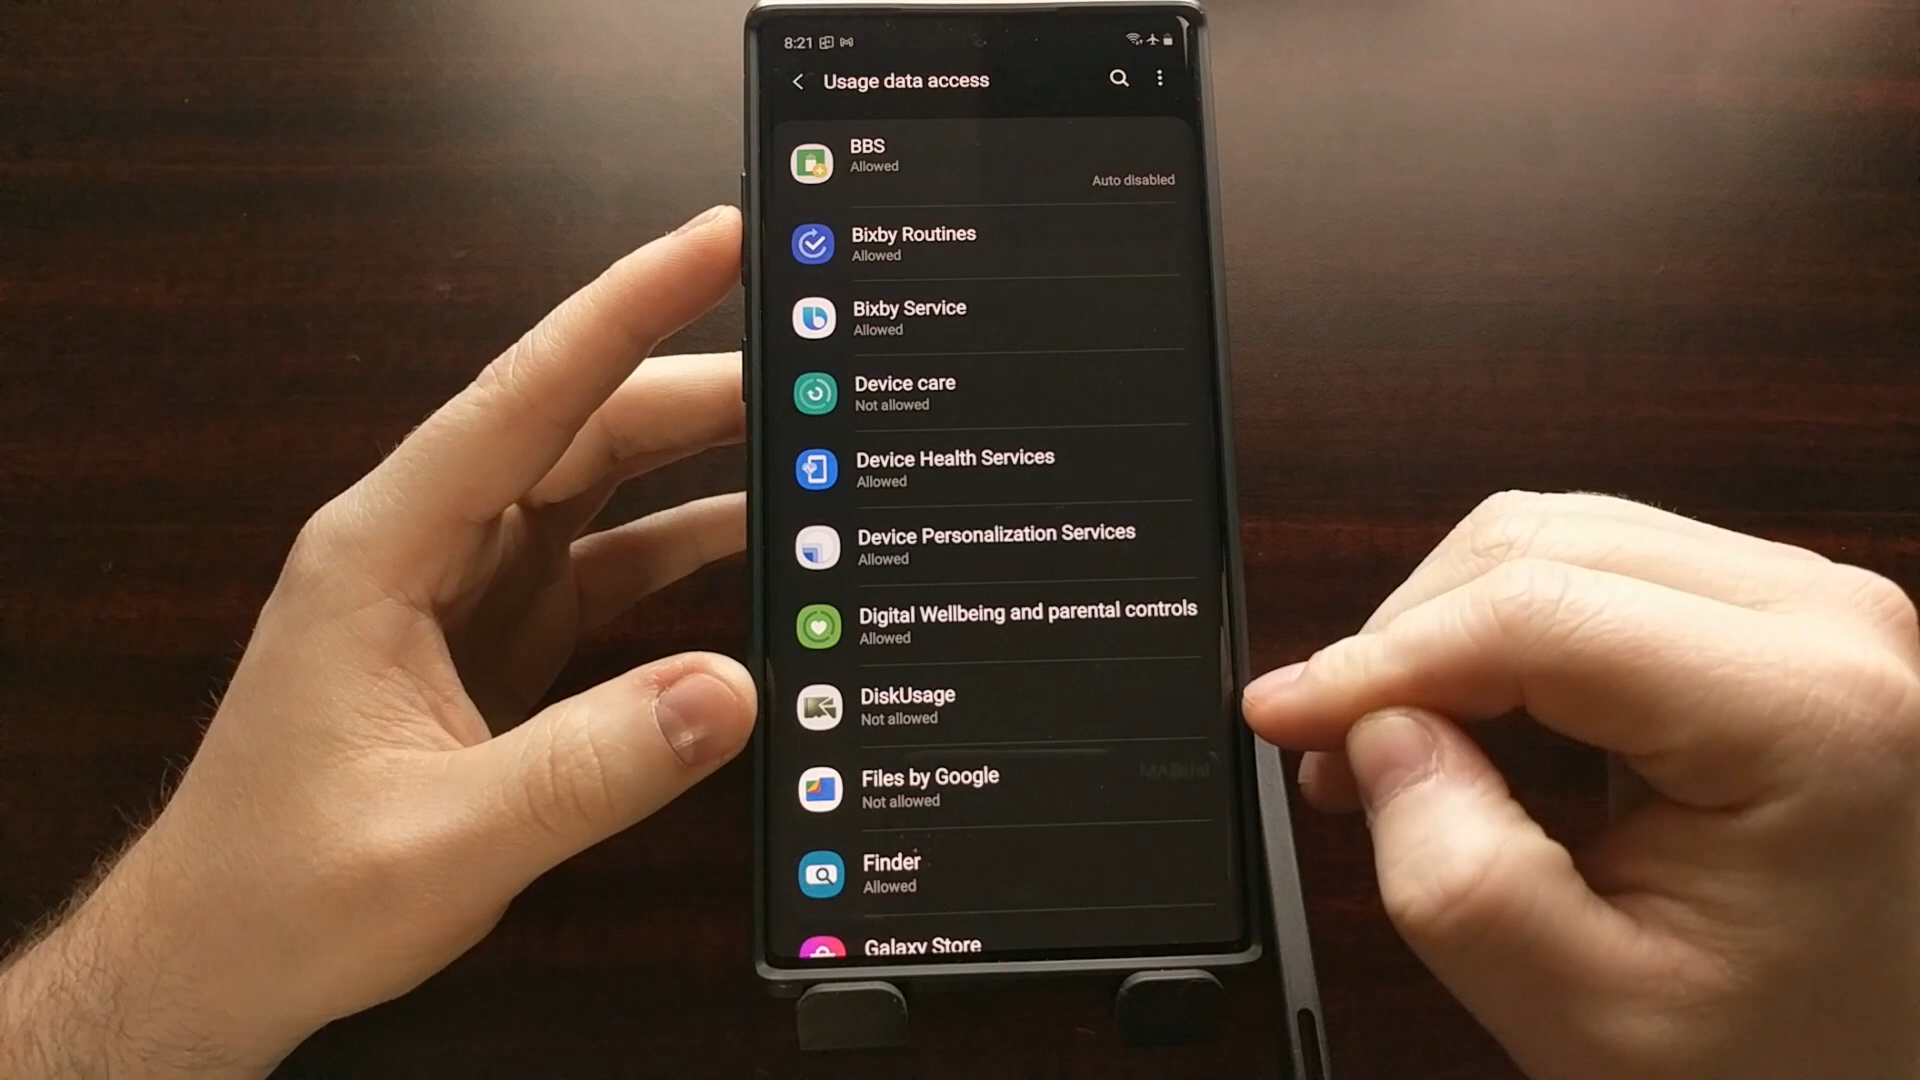 8:21
Usage data access
BBS
Allowed
Auto disabled
Bixby Routines
Allowed
Bixby Service
Allowed
Device care
Not allowed
Device Health Services
Allowed
Device Personalization Services
Allowed
Digital Wellbeing and parental controls
Allowed
DiskUsage
Not allowed
Files by Google
Not allowed
Finder
Allowed
Galaxy Store